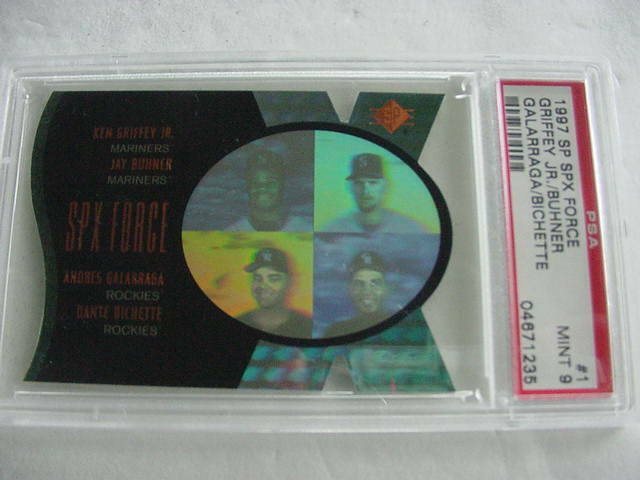 KEN GRIFFEY JR.
MARINERS
JAY BUHNER
MARINERS
SPX FORCE
ANDRES GALARRAGA
ROCKIES
DANTE BICHETTE
ROCKIES
SP
PSA
1997 SP SPX FORCE #1
GRIFFEY JR./BUHNER MINT 9
GALARRAGA/BICHETTE 04671235